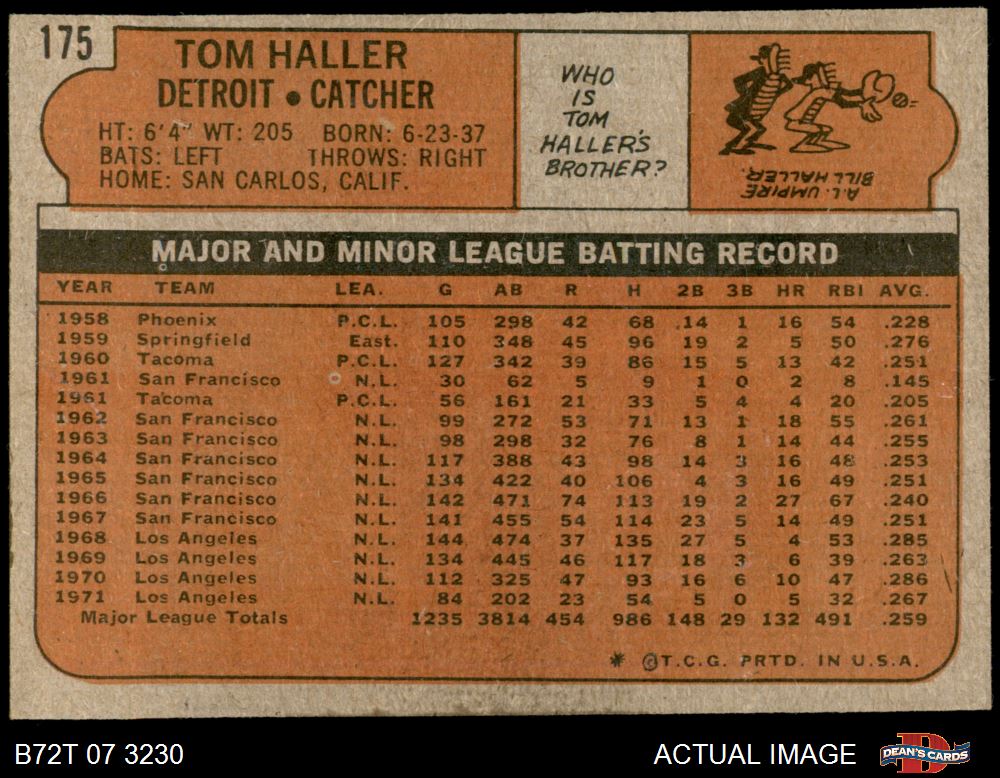 175
TOM HALLER
DETROIT • CATCHER
HT: 6'4" WT: 205 BORN: 6-23-37
BATS: LEFT THROWS: RIGHT
HOME: SAN CARLOS, CALIF.
WHO
IS
TOM
HALLER'S
BROTHER?
A.L. UMPIRE
BILL HALLER.
MAJOR AND MINOR LEAGUE BATTING RECORD
YEAR TEAM LEA. G AB R H 2B 3B HR RBI AVG.
1958 Phoenix P.C.L. 105 298 42 68 14 1 16 54 .228
1959 Springfield East. 110 348 45 96 19 2 5 50 .276
1960 Tacoma P.C.L. 127 342 39 86 15 5 13 42 .251
1961 San Francisco N.L. 30 62 5 9 1 0 2 8 .145
1961 Tacoma P.C.L. 56 161 21 33 5 4 4 20 .205
1962 San Francisco N.L. 99 272 53 71 13 1 18 55 .261
1963 San Francisco N.L. 98 298 32 76 8 1 14 44 .255
1964 San Francisco N.L. 117 388 43 98 14 3 16 48 .253
1965 San Francisco N.L. 134 422 40 106 4 3 16 49 .251
1966 San Francisco N.L. 142 471 74 113 19 2 27 67 .240
1967 San Francisco N.L. 141 455 54 114 23 5 14 49 .251
1968 Los Angeles N.L. 144 474 37 135 27 5 4 53 .285
1969 Los Angeles N.L. 134 445 46 117 18 3 6 39 .263
1970 Los Angeles N.L. 112 325 47 93 16 6 10 47 .286
1971 Los Angeles N.L. 84 202 23 54 5 0 5 32 .267
Major League Totals 1235 3814 454 986 148 29 132 491 .259
* ©T.C.G. PRTD. IN U.S.A.
B72T 07 3230
ACTUAL IMAGE
DEAN'S CARDS